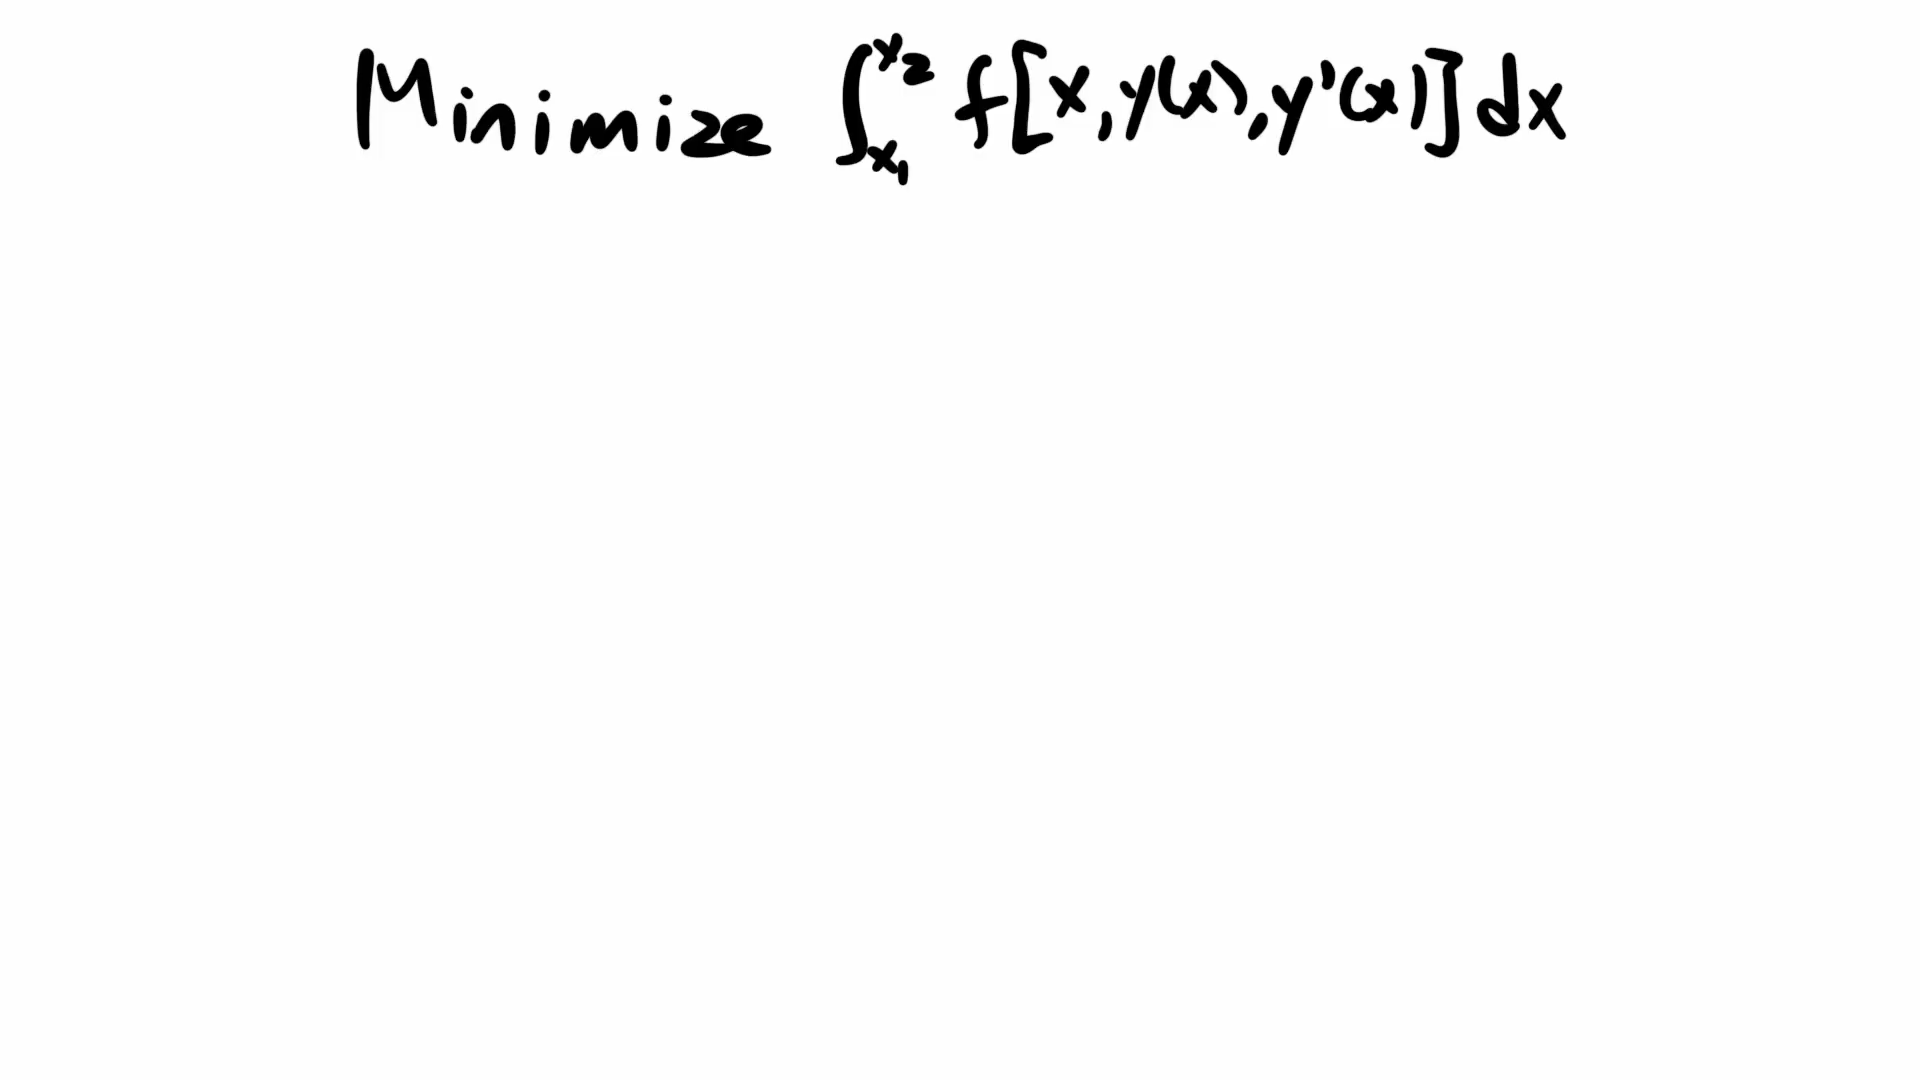 Minimize ∫_{x₁}^{x₂} f[x, y(x), y'(x)] dx